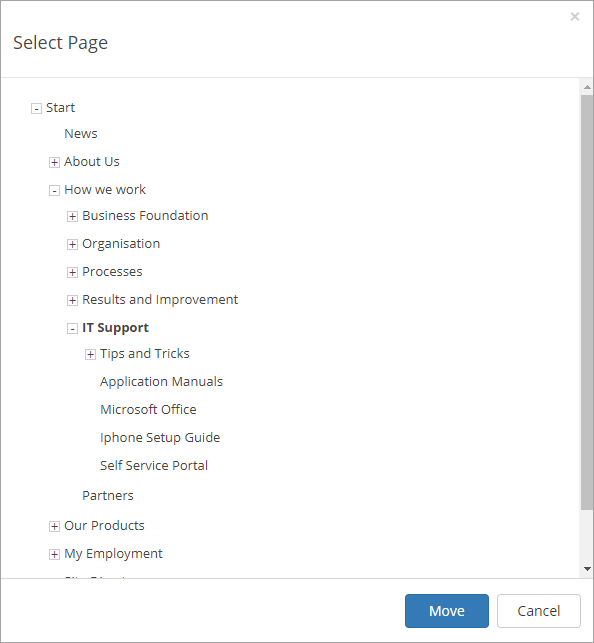 ×
Select Page
- Start
News
+ About Us
- How we work
+ Business Foundation
+ Organisation
+ Processes
+ Results and Improvement
- IT Support
+ Tips and Tricks
Application Manuals
Microsoft Office
Iphone Setup Guide
Self Service Portal
Partners
+ Our Products
+ My Employment
Move Cancel